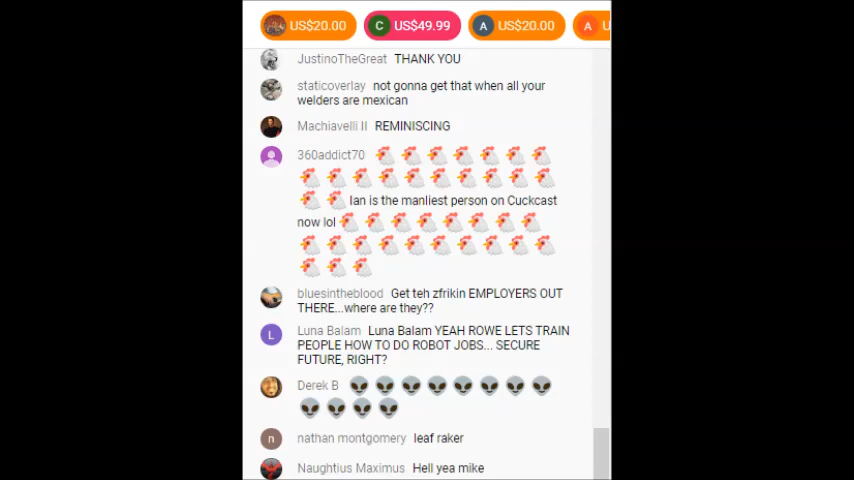 US$20.00 C US$49.99 A US$20.00 A U
JustinoTheGreat THANK YOU
staticoverlay not gonna get that when all your
welders are mexican
Machiavelli II REMINISCING
360addict70 🐔🐔🐔🐔🐔🐔🐔
🐔🐔🐔🐔🐔🐔🐔🐔🐔🐔
🐔🐔Ian is the manliest person on Cuckcast
now lol🐔🐔🐔🐔🐔🐔🐔🐔
🐔🐔🐔🐔🐔🐔🐔🐔🐔🐔
🐔🐔🐔
bluesintheblood Get teh zfrikin EMPLOYERS OUT
THERE...where are they??
L Luna Balam Luna Balam YEAH ROWE LETS TRAIN
PEOPLE HOW TO DO ROBOT JOBS... SECURE
FUTURE, RIGHT?
Derek B 👽👽👽👽👽👽👽👽
👽👽👽👽
n nathan montgomery leaf raker
Naughtius Maximus Hell yea mike